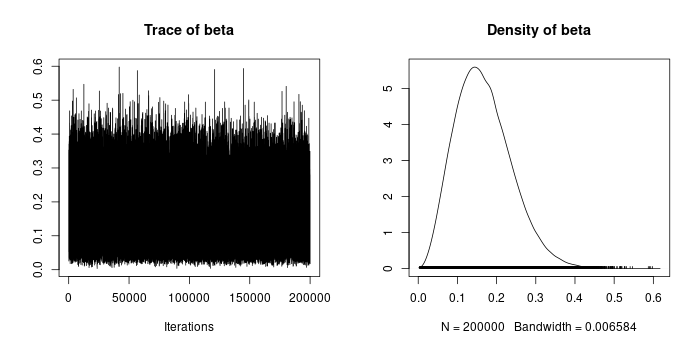 Trace of beta
0.6
0.5
0.4
0.3
0.2
0.1
0.0
0 50000 100000 150000 200000
Iterations
Density of beta
5
4
3
2
1
0
0.0 0.1 0.2 0.3 0.4 0.5 0.6
N = 200000 Bandwidth = 0.006584